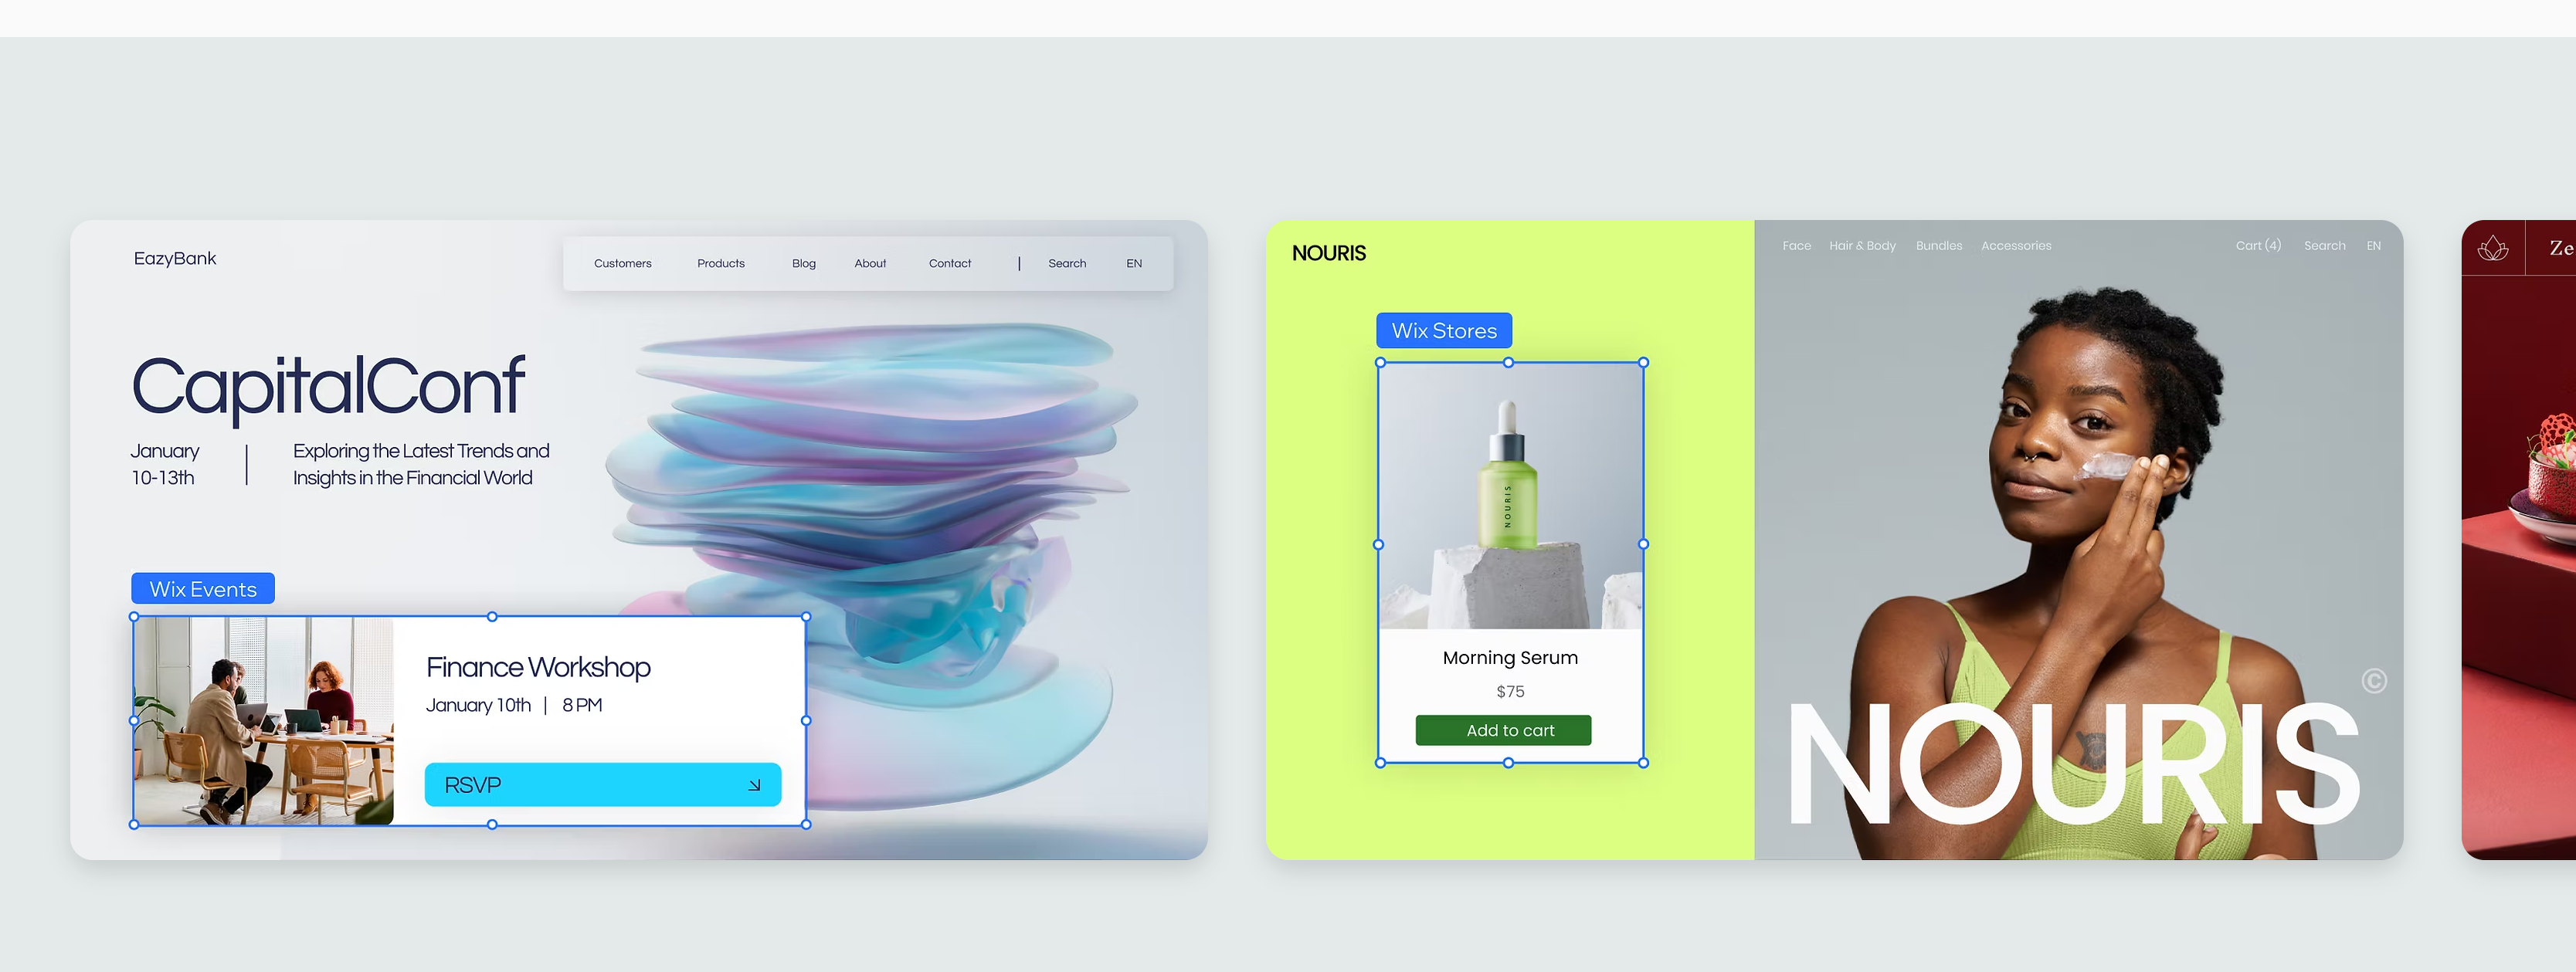 EazyBank
Customers Products Blog About Contact | Search EN
CapitalConf
January
10-13th
Exploring the Latest Trends and
Insights in the Financial World
Wix Events
Finance Workshop
January 10th | 8 PM
RSVP
NOURIS
Face Hair & Body Bundles Accessories Cart (4) Search EN
Wix Stores
NOURIS
Morning Serum
$75
Add to cart
NOURIS©
Ze